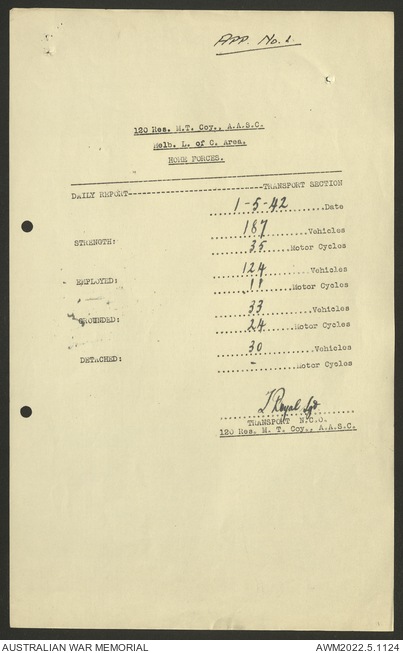 APP. No. 1.
120 Res. M.T. Coy., A.A.S.C.
Melb. L. of C. Area.
HOME FORCES.
DAILY REPORT------------------------------TRANSPORT SECTION
1-5-42 Date
STRENGTH:
187 Vehicles
35 Motor Cycles
EMPLOYED:
124 Vehicles
11 Motor Cycles
GROUNDED:
33 Vehicles
24 Motor Cycles
DETACHED:
30 Vehicles
- Motor Cycles
J Royal Sgt
TRANSPORT N.C.O.
120 Res. M. T. Coy., A.A.S.C.
AUSTRALIAN WAR MEMORIAL
AWM2022.5.1124